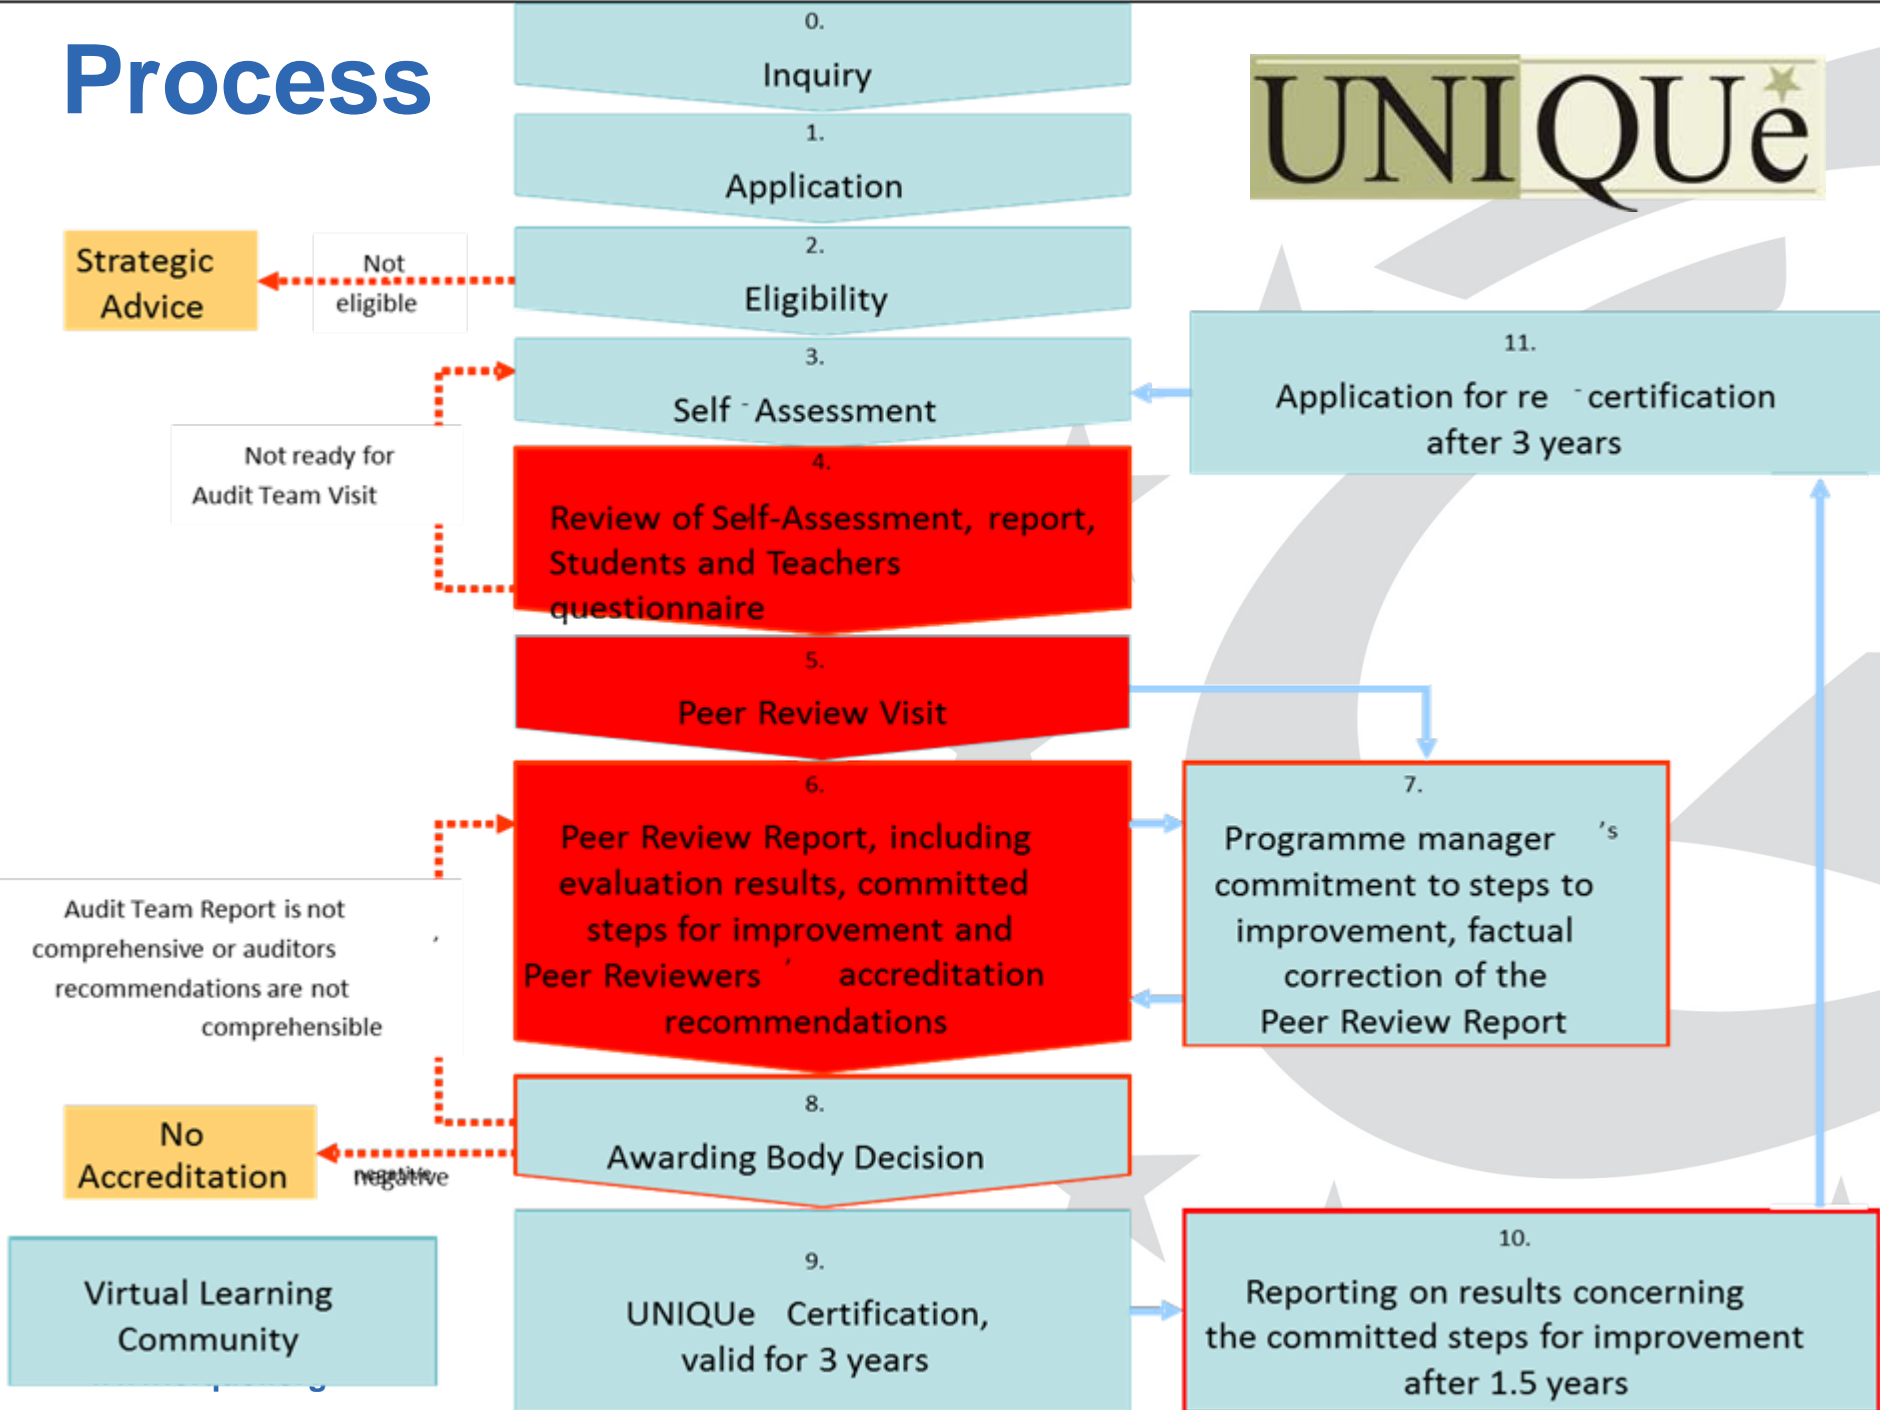 Process
0.
Inquiry
UNIQUe
1.
Application
2.
Eligibility
Not
eligible
Strategic
Advice
3.
Self - Assessment
11.
Application for re - certification
after 3 years
Not ready for
Audit Team Visit
4.
Review of Self-Assessment, report,
Students and Teachers
questionnaire
5.
Peer Review Visit
6.
Peer Review Report, including
evaluation results, committed
steps for improvement and
Peer Reviewers ’ accreditation
recommendations
7.
Programme manager ’s
commitment to steps to
improvement, factual
correction of the
Peer Review Report
Audit Team Report is not
comprehensive or auditors ’
recommendations are not
comprehensible
8.
Awarding Body Decision
negative
No
Accreditation
9.
UNIQUe Certification,
valid for 3 years
10.
Reporting on results concerning
the committed steps for improvement
after 1.5 years
Virtual Learning
Community